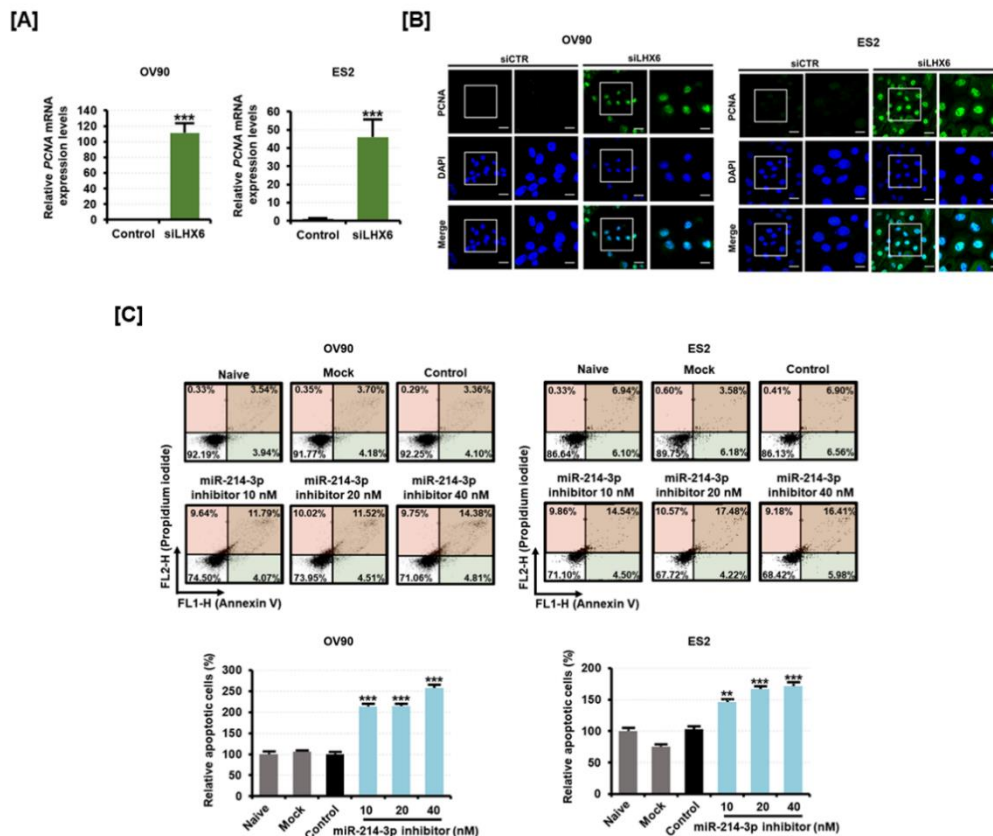 [A]
OV90
Relative PCNA mRNA
expression levels
120
110
100
90
80
70
60
50
40
30
20
10
0
***
Control siLHX6
ES2
Relative PCNA mRNA
expression levels
60
50
40
30
20
10
0
***
Control siLHX6
[B]
OV90
siCTR siLHX6
PCNA
DAPI
Merge
ES2
siCTR siLHX6
PCNA
DAPI
Merge
[C]
OV90
Naive Mock Control
0.33% 3.54% 0.35% 3.70% 0.29% 3.36%
92.19% 3.94% 91.77% 4.18% 92.25% 4.10%
miR-214-3p miR-214-3p miR-214-3p
inhibitor 10 nM inhibitor 20 nM inhibitor 40 nM
9.64% 11.79% 10.02% 11.52% 9.75% 14.38%
74.50% 4.07% 73.95% 4.51% 71.06% 4.81%
FL2-H (Propidium iodide)
FL1-H (Annexin V)
ES2
Naive Mock Control
0.33% 6.94% 0.60% 3.58% 0.41% 6.90%
86.64% 6.10% 89.75% 6.18% 86.13% 6.56%
miR-214-3p miR-214-3p miR-214-3p
inhibitor 10 nM inhibitor 20 nM inhibitor 40 nM
9.86% 14.54% 10.57% 17.48% 9.18% 16.41%
71.10% 4.50% 67.72% 4.22% 68.42% 5.98%
FL2-H (Propidium iodide)
FL1-H (Annexin V)
OV90
Relative apoptotic cells (%)
300
250
200
150
100
50
0
*** *** ***
Naive Mock Control 10 20 40
miR-214-3p inhibitor (nM)
ES2
Relative apoptotic cells (%)
200
150
100
50
0
** *** ***
Naive Mock Control 10 20 40
miR-214-3p inhibitor (nM)